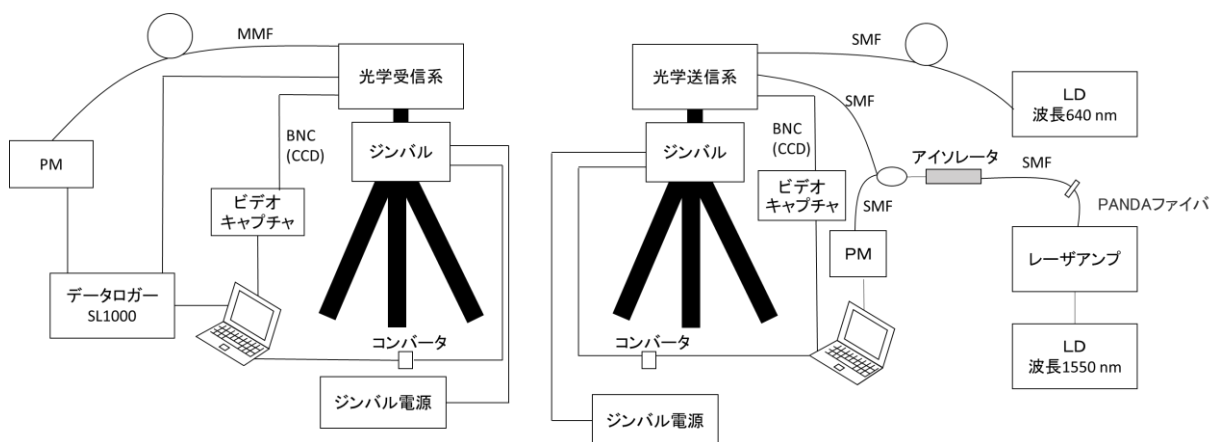 MMF
光学受信系
PM
BNC
(CCD)
ジンバル
ビデオ
キャプチャ
データロガー
SL1000
コンバータ
ジンバル電源
光学送信系
SMF
LD
波長640 nm
SMF
BNC
(CCD)
ジンバル
アイソレータ
SMF
ビデオ
キャプチャ
SMF
PANDAファイバ
PM
レーザアンプ
コンバータ
LD
波長1550 nm
ジンバル電源